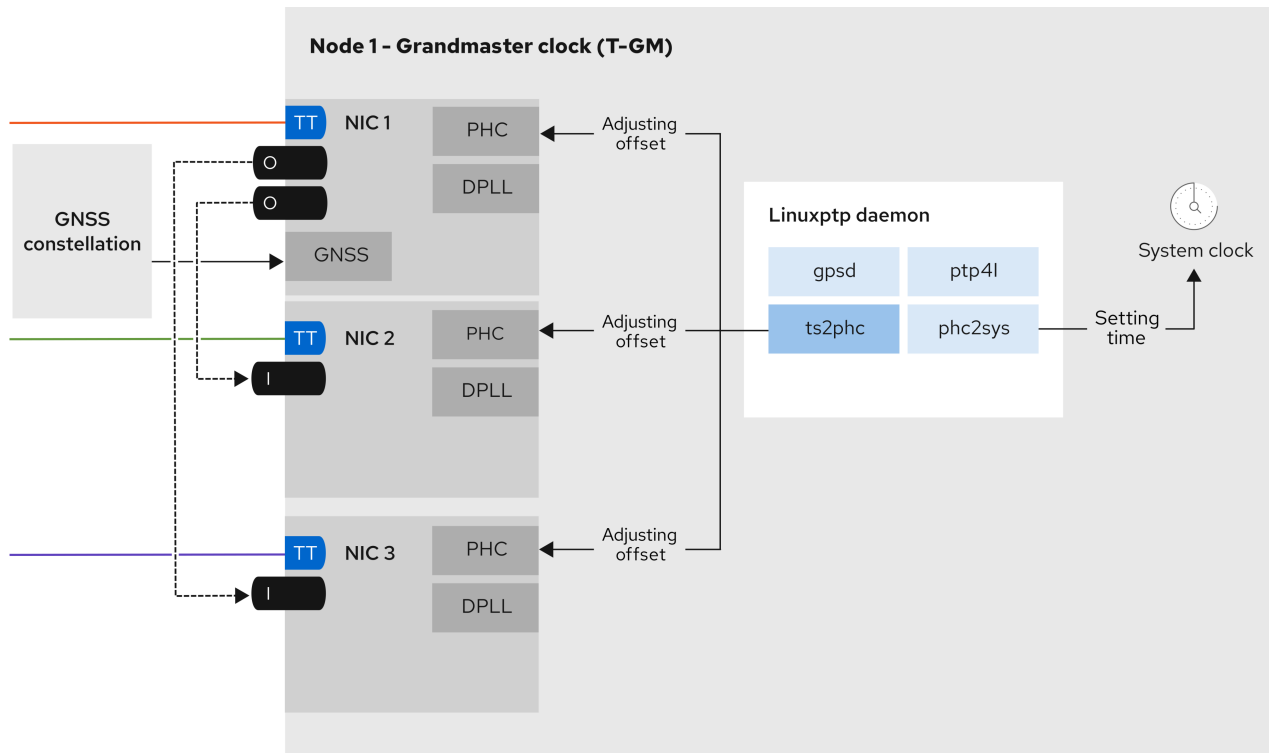 Node 1 - Grandmaster clock (T-GM)
TT
NIC 1
PHC
DPLL
O
O
GNSS
GNSS
constellation
Adjusting
offset
TT
NIC 2
PHC
DPLL
I
Adjusting
offset
TT
NIC 3
PHC
DPLL
I
Adjusting
offset
Linuxptp daemon
gpsd
ptp4l
ts2phc
phc2sys
Setting
time
System clock